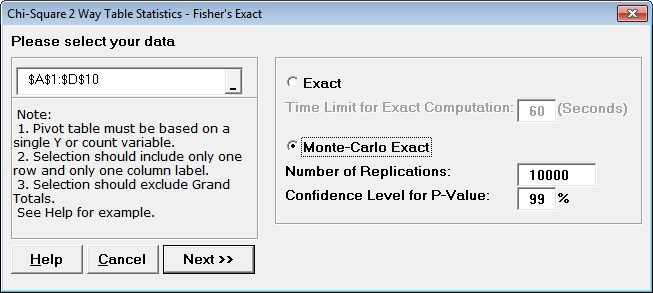 Chi-Square 2 Way Table Statistics - Fisher's Exact
Please select your data
$A$1:$D$10
Note:
1. Pivot table must be based on a
single Y or count variable.
2. Selection should include only one
row and only one column label.
3. Selection should exclude Grand
Totals.
See Help for example.
Help Cancel Next >>
Exact
Time Limit for Exact Computation: 60 (Seconds)
Monte-Carlo Exact
Number of Replications: 10000
Confidence Level for P-Value: 99 %